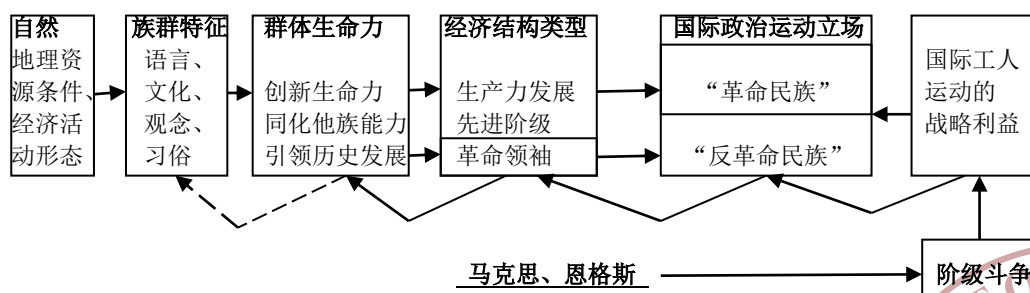 自然
地理资
源条件、
经济活
动形态
族群特征
语言、
文化、
观念、
习俗
群体生命力
创新生命力
同化他族能力
引领历史发展
经济结构类型
生产力发展
先进阶级
革命领袖
国际政治运动立场
“革命民族”
“反革命民族”
国际工人
运动的
战略利益
马克思、恩格斯
阶级斗争